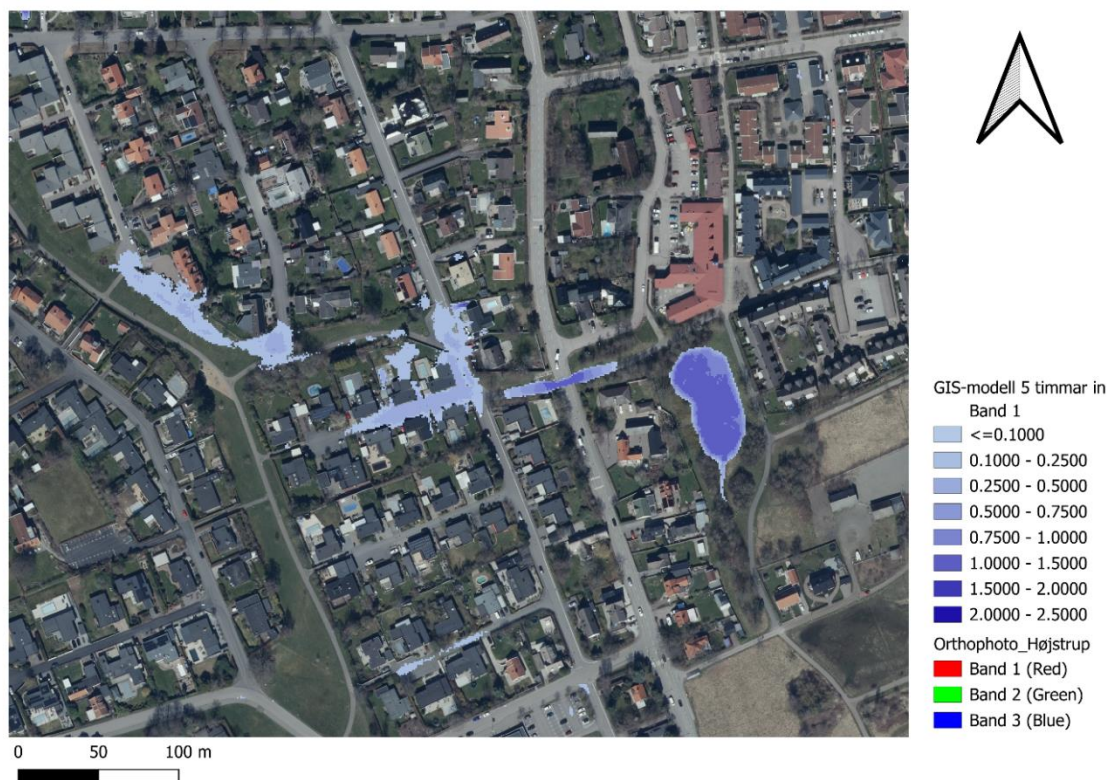 GIS-modell 5 timmar in
Band 1
<=0.1000
0.1000 - 0.2500
0.2500 - 0.5000
0.5000 - 0.7500
0.7500 - 1.0000
1.0000 - 1.5000
1.5000 - 2.0000
2.0000 - 2.5000
Orthophoto_Højstrup
Band 1 (Red)
Band 2 (Green)
Band 3 (Blue)
0 50 100 m